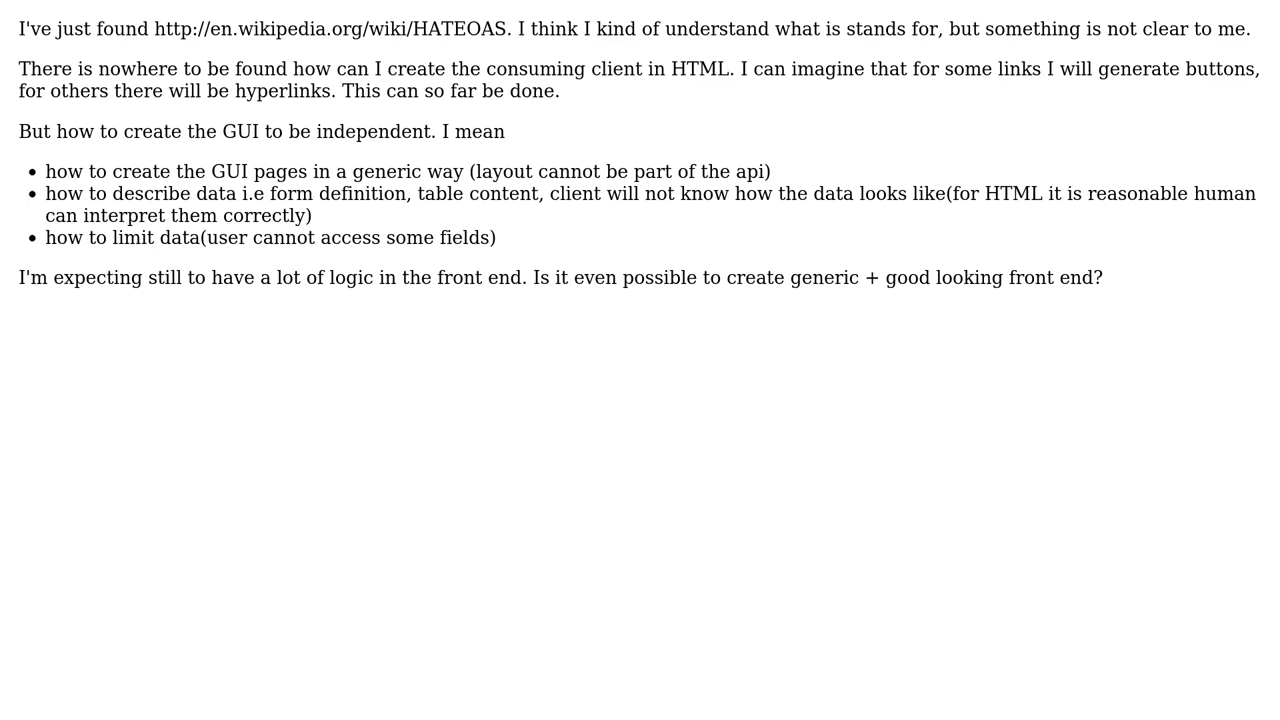 I've just found http://en.wikipedia.org/wiki/HATEOAS. I think I kind of understand what is stands for, but something is not clear to me.
There is nowhere to be found how can I create the consuming client in HTML. I can imagine that for some links I will generate buttons,
for others there will be hyperlinks. This can so far be done.
But how to create the GUI to be independent. I mean
• how to create the GUI pages in a generic way (layout cannot be part of the api)
• how to describe data i.e form definition, table content, client will not know how the data looks like(for HTML it is reasonable human
can interpret them correctly)
• how to limit data(user cannot access some fields)
I'm expecting still to have a lot of logic in the front end. Is it even possible to create generic + good looking front end?